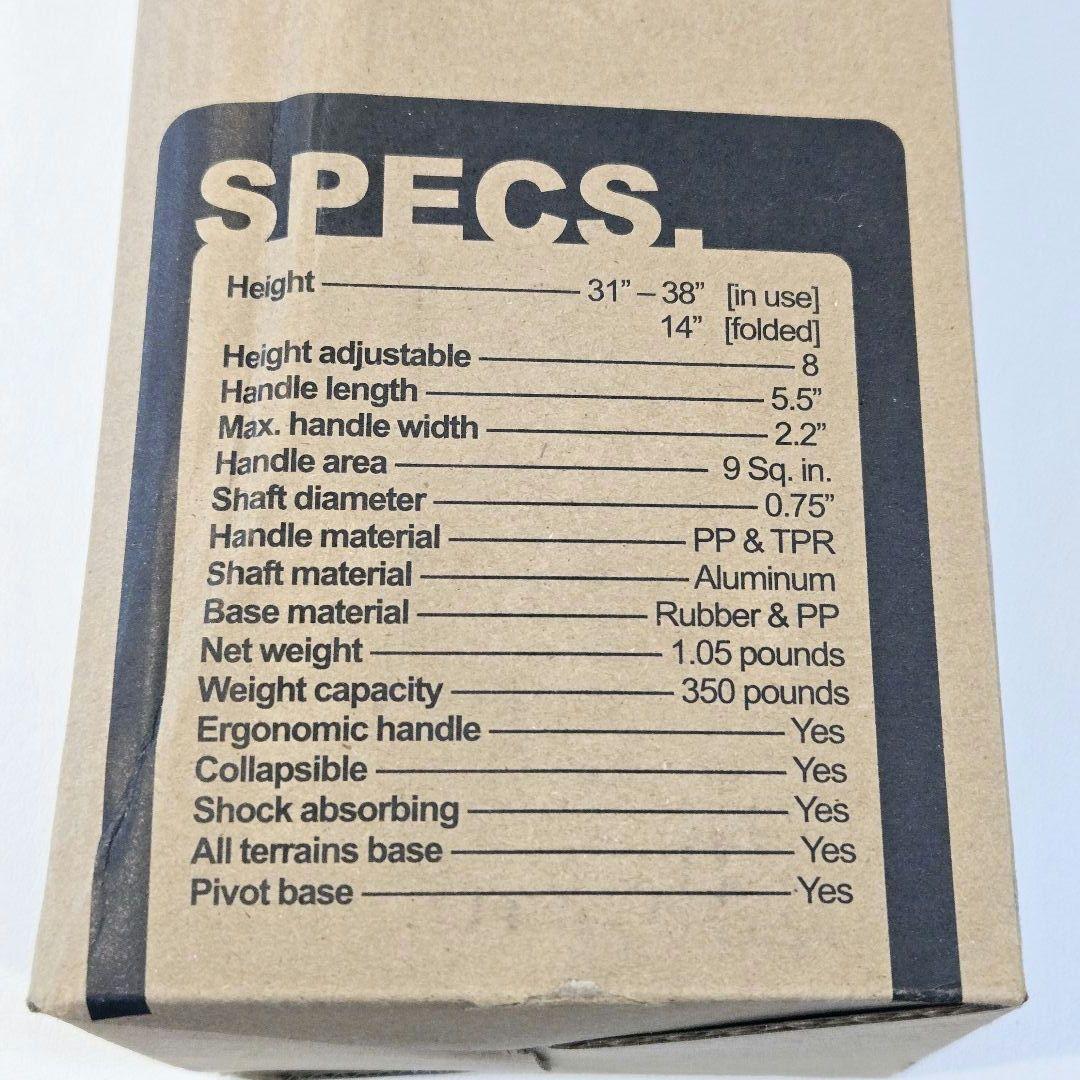 SPECS.
Height 31” – 38” [in use]
14” [folded]
Height adjustable 8
Handle length 5.5”
Max. handle width 2.2”
Handle area 9 Sq. in.
Shaft diameter 0.75”
Handle material PP & TPR
Shaft material Aluminum
Base material Rubber & PP
Net weight 1.05 pounds
Weight capacity 350 pounds
Ergonomic handle Yes
Collapsible Yes
Shock absorbing Yes
All terrains base Yes
Pivot base Yes